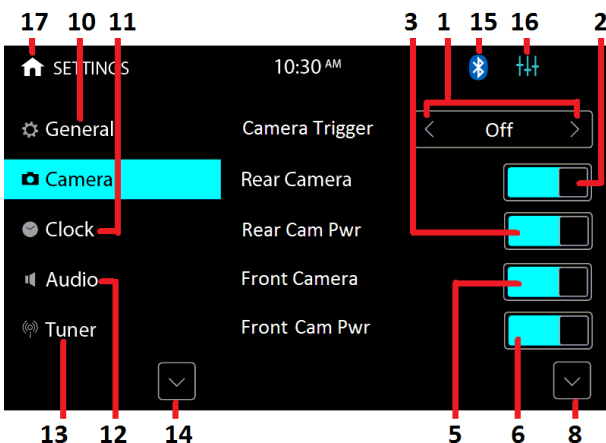 17 10 11 3 1 15 16 2
SETTINGS 10:30 AM
General Camera Trigger Off
Camera Rear Camera
Clock Rear Cam Pwr
Audio Front Camera
Tuner Front Cam Pwr
13 12 14 5 6 8